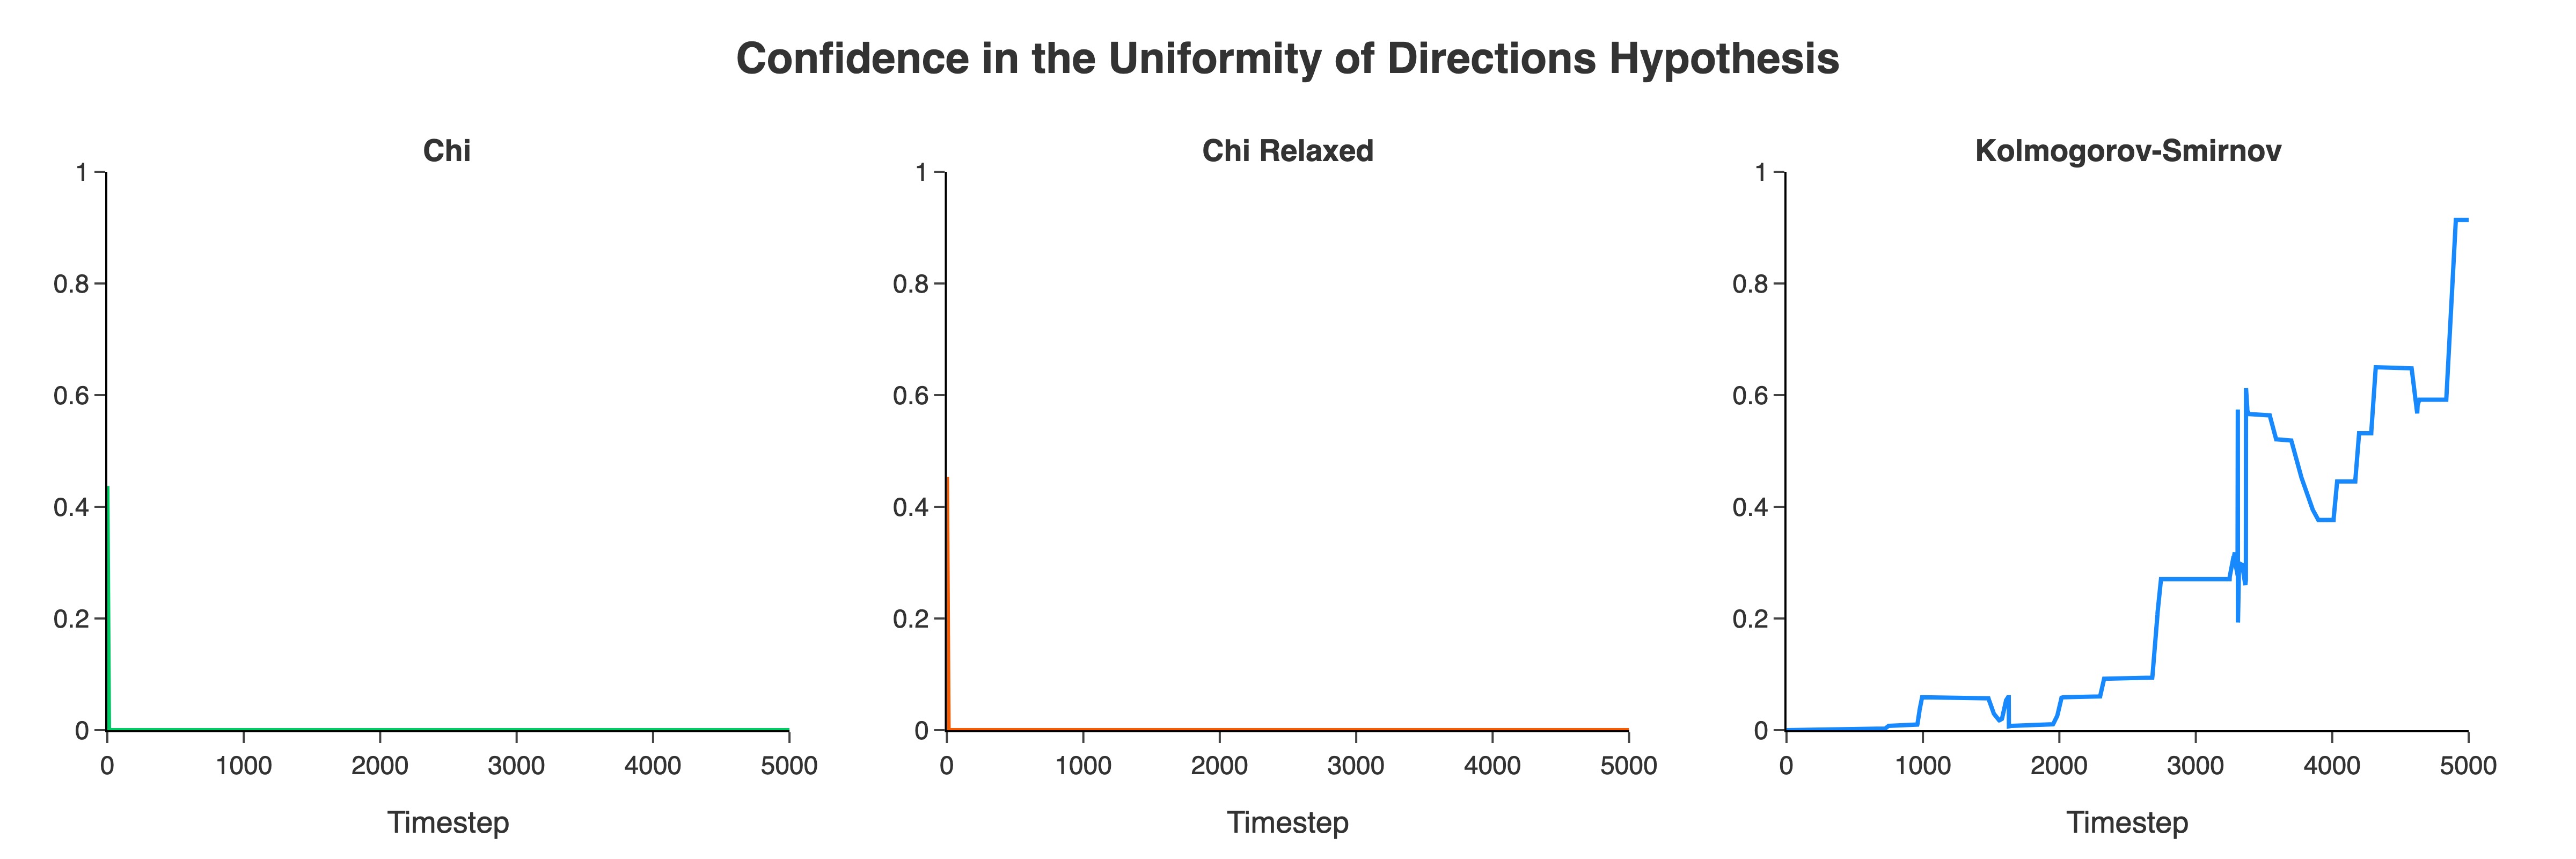 Confidence in the Uniformity of Directions Hypothesis
Chi
1
0.8
0.6
0.4
0.2
0
0 1000 2000 3000 4000 5000
Timestep
Chi Relaxed
1
0.8
0.6
0.4
0.2
0
0 1000 2000 3000 4000 5000
Timestep
Kolmogorov-Smirnov
1
0.8
0.6
0.4
0.2
0
0 1000 2000 3000 4000 5000
Timestep